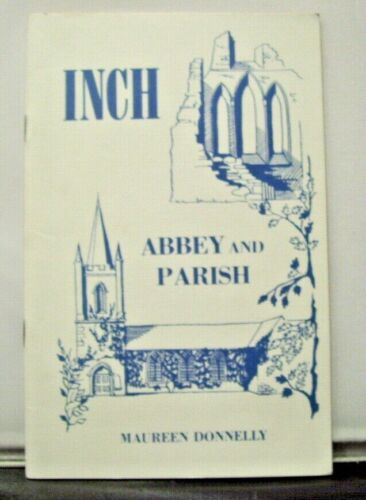 INCH
ABBEY AND
PARISH
MAUREEN DONNELLY